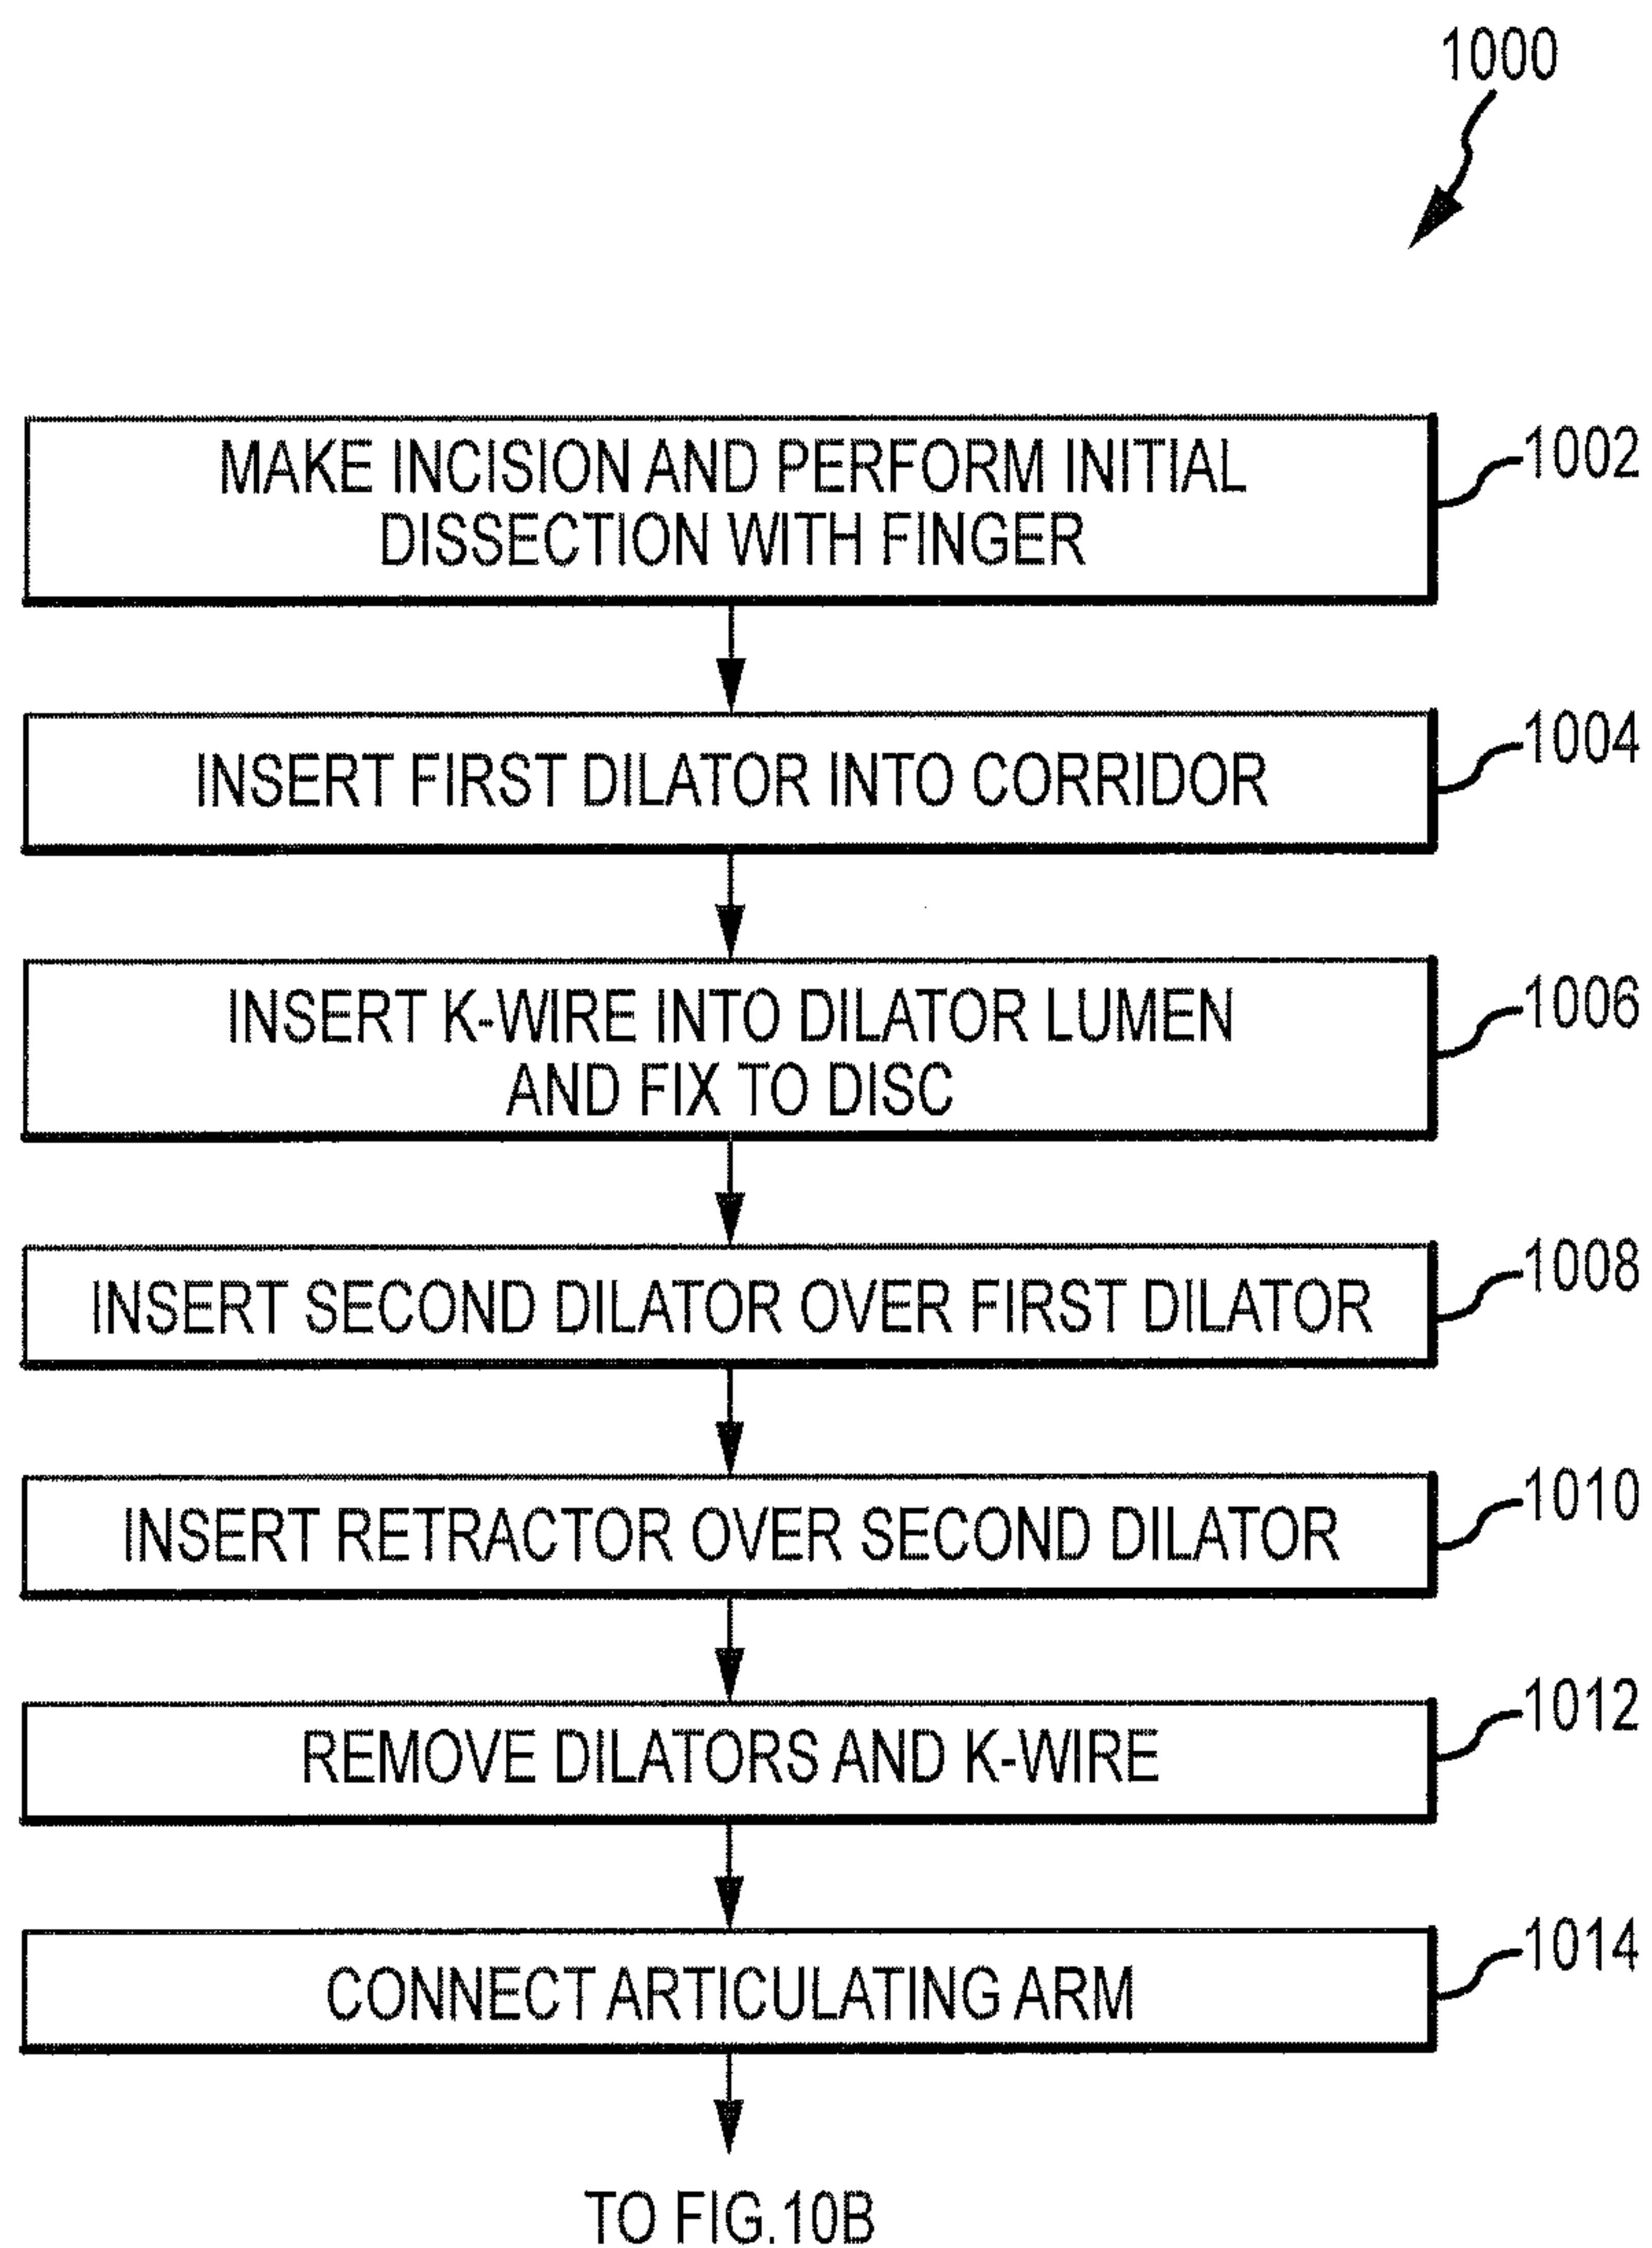 1000
MAKE INCISION AND PERFORM INITIAL
DISSECTION WITH FINGER
1002
INSERT FIRST DILATOR INTO CORRIDOR
1004
INSERT K-WIRE INTO DILATOR LUMEN
AND FIX TO DISC
1006
INSERT SECOND DILATOR OVER FIRST DILATOR
1008
INSERT RETRACTOR OVER SECOND DILATOR
1010
REMOVE DILATORS AND K-WIRE
1012
CONNECT ARTICULATING ARM
1014
TO FIG.10B